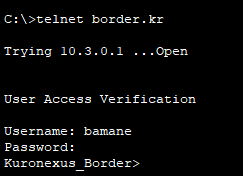 C:\>telnet border.kr
Trying 10.3.0.1 ...Open
User Access Verification
Username: bamane
Password:
Kuronexus_Border>